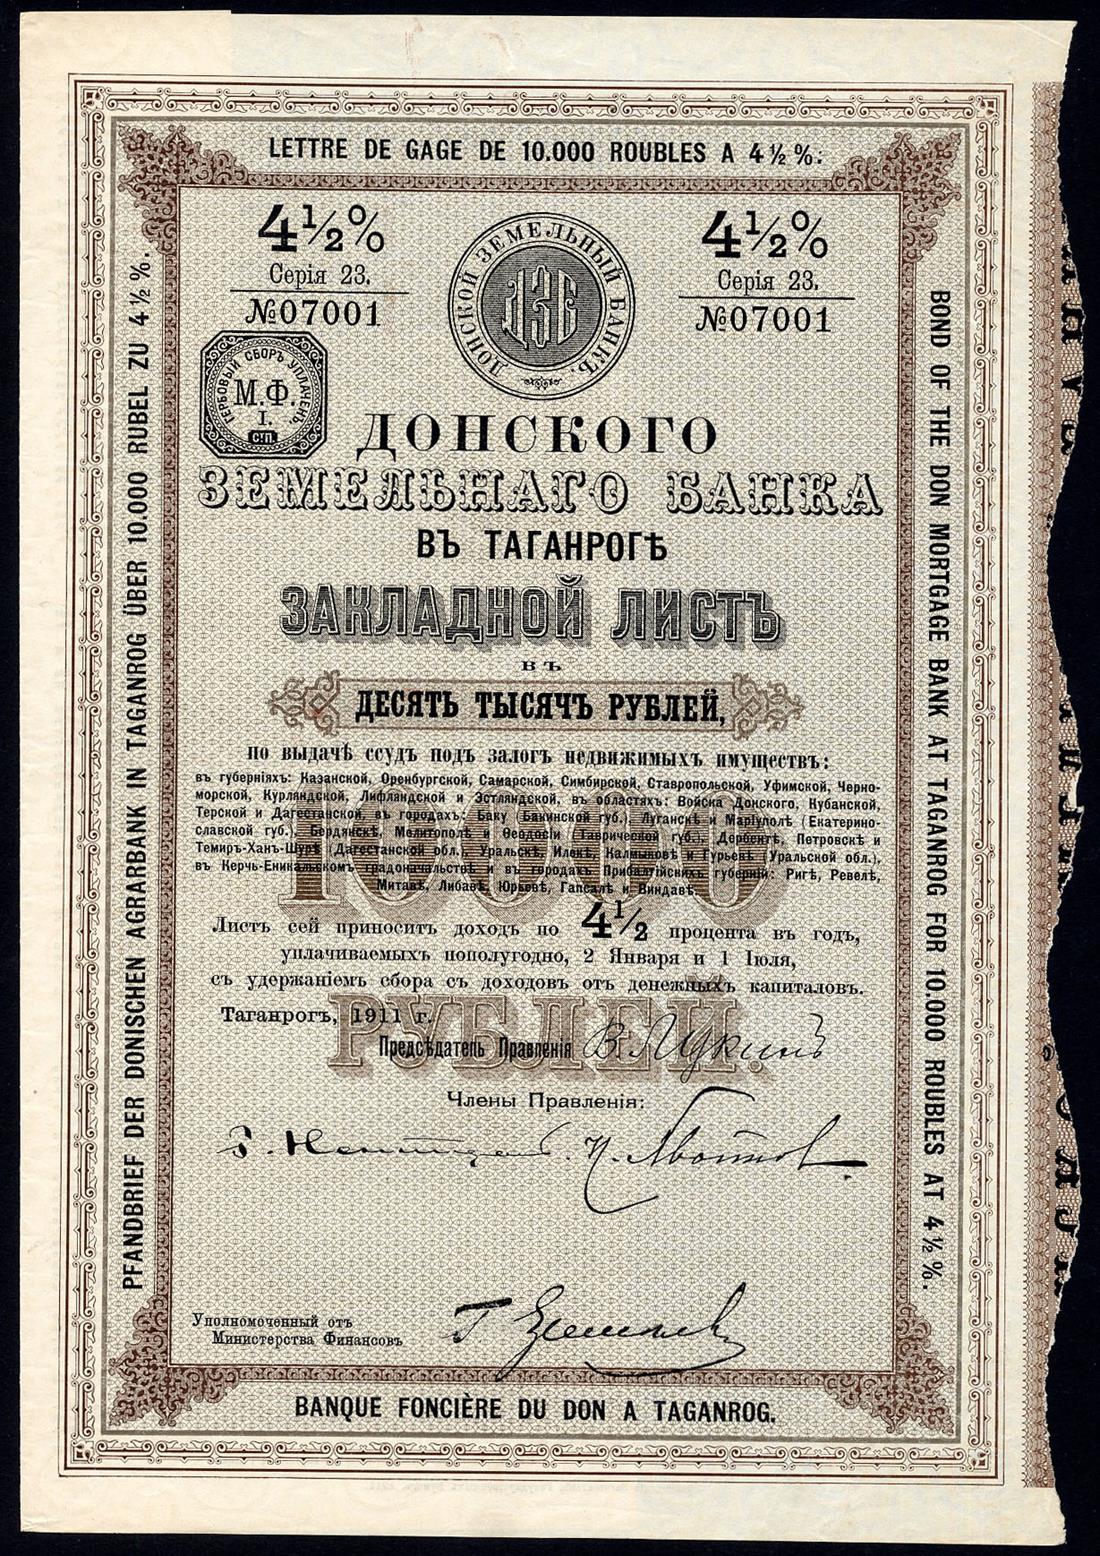 LETTRE DE GAGE DE 10.000 ROUBLES A 4 ½ %.
4½%
Серія 23.
№07001
ДОНСКОЙ ЗЕМЕЛЬНЫЙ БАНКЪ.
ДЗБ
4½%
Серія 23.
№07001
ГЕРБОВЫЙ СБОРЪ УПЛАЧЕНЪ.
М.Ф.
I.
С.П.
ДОНСКОГО
ЗЕМЕЛЬНАГО БАНКА
ВЪ ТАГАНРОГѢ
ЗАКЛАДНОЙ ЛИСТЪ
ВЪ
ДЕСЯТЬ ТЫСЯЧЪ РУБЛЕЙ,
по выдачѣ ссудъ подъ залогъ недвижимыхъ имуществъ:
въ губерніяхъ: Казанской, Оренбургской, Самарской, Симбирской, Ставропольской, Уфимской, Черно-
морской, Курляндской, Лифляндской и Эстляндской, въ областяхъ: Войска Донского, Кубанской,
Терской и Дагестанской, въ городахъ: Баку (Бакинской губ.), Луганскѣ и Маріуполѣ (Екатерино-
славской губ.), Бердянскѣ, Мелитополѣ и Ѳеодосіи (Таврической губ.), Дербентѣ, Петровскѣ и
Темиръ-Ханъ-Шурѣ (Дагестанской обл.), Уральскѣ, Илекѣ, Калмыковѣ и Гурьевѣ (Уральской обл.),
въ Керчь-Еникальскомъ градоначальствѣ и въ городахъ Прибалтійскихъ губерній: Ригѣ, Ревелѣ,
Митавѣ, Либавѣ, Юрьевѣ, Гапсалѣ и Виндавѣ.
10000
Листъ сей приноситъ доходъ по 4½ процента въ годъ,
уплачиваемыхъ пополугодно, 2 Января и 1 Іюля,
съ удержаніемъ сбора съ доходовъ отъ денежныхъ капиталовъ.
РУБЛЕЙ.
Таганрогъ, 1911 г.
Предсѣдатель Правленія В. Лукинъ
Члены Правленія:
Уполномоченный отъ
Министерства Финансовъ
BANQUE FONCIÈRE DU DON A TAGANROG.
PFANDBRIEF DER DONISCHEN AGRARBANK IN TAGANROG ÜBER 10.000 RUBEL ZU 4 ½ %.
BOND OF THE DON MORTGAGE BANK AT TAGANROG FOR 10.000 ROUBLES AT 4 ½ %.